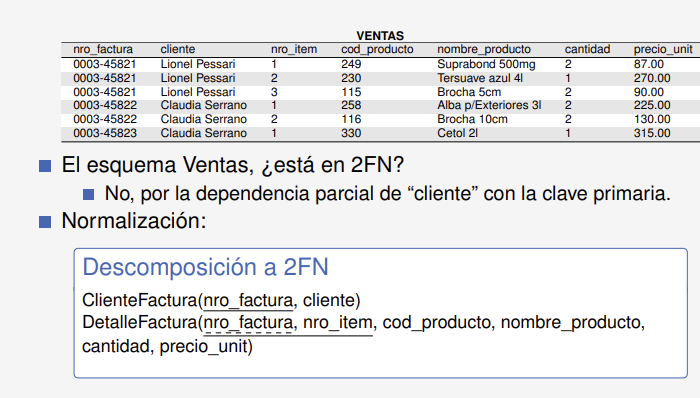 VENTAS
nro_factura cliente nro_item cod_producto nombre_producto cantidad precio_unit
0003-45821 Lionel Pessari 1 249 Suprabond 500mg 2 87.00
0003-45821 Lionel Pessari 2 230 Tersuave azul 4l 1 270.00
0003-45821 Lionel Pessari 3 115 Brocha 5cm 2 90.00
0003-45822 Claudia Serrano 1 258 Alba p/Exteriores 3l 2 225.00
0003-45822 Claudia Serrano 2 116 Brocha 10cm 2 130.00
0003-45823 Claudia Serrano 1 330 Cetol 2l 1 315.00
El esquema Ventas, ¿está en 2FN?
No, por la dependencia parcial de “cliente” con la clave primaria.
Normalización:
Descomposición a 2FN
ClienteFactura(nro_factura, cliente)
DetalleFactura(nro_factura, nro_item, cod_producto, nombre_producto,
cantidad, precio_unit)